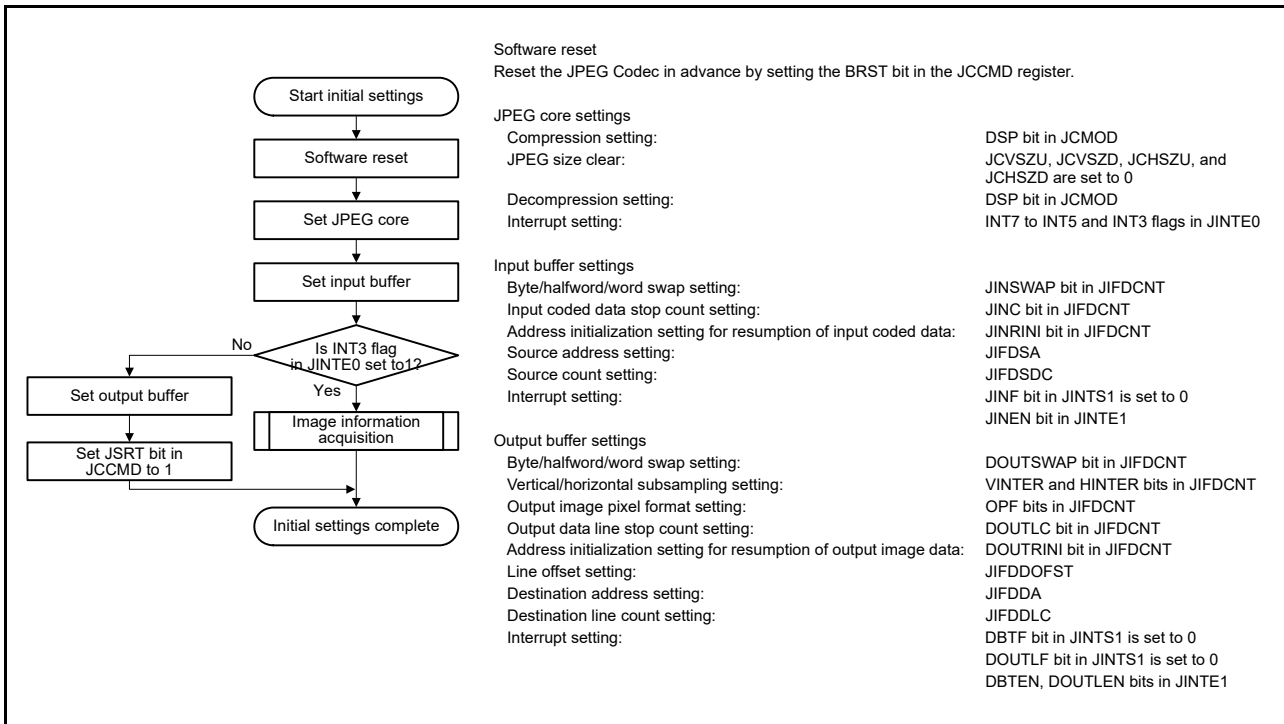 Start initial settings
Software reset
Set JPEG core
Set input buffer
Is INT3 flag
in JINTE0 set to1?
No
Yes
Set output buffer
Set JSRT bit in
JCCMD to 1
Image information
acquisition
Initial settings complete
Software reset
Reset the JPEG Codec in advance by setting the BRST bit in the JCCMD register.
JPEG core settings
Compression setting: DSP bit in JCMOD
JPEG size clear: JCVSZU, JCVSZD, JCHSZU, and
JCHSZD are set to 0
Decompression setting: DSP bit in JCMOD
Interrupt setting: INT7 to INT5 and INT3 flags in JINTE0
Input buffer settings
Byte/halfword/word swap setting: JINSWAP bit in JIFDCNT
Input coded data stop count setting: JINC bit in JIFDCNT
Address initialization setting for resumption of input coded data: JINRINI bit in JIFDCNT
Source address setting: JIFDSA
Source count setting: JIFDSDC
Interrupt setting: JINF bit in JINTS1 is set to 0
JINEN bit in JINTE1
Output buffer settings
Byte/halfword/word swap setting: DOUTSWAP bit in JIFDCNT
Vertical/horizontal subsampling setting: VINTER and HINTER bits in JIFDCNT
Output image pixel format setting: OPF bits in JIFDCNT
Output data line stop count setting: DOUTLC bit in JIFDCNT
Address initialization setting for resumption of output image data: DOUTRINI bit in JIFDCNT
Line offset setting: JIFDDOFST
Destination address setting: JIFDDA
Destination line count setting: JIFDDLC
Interrupt setting: DBTF bit in JINTS1 is set to 0
DOUTLF bit in JINTS1 is set to 0
DBTEN, DOUTLEN bits in JINTE1